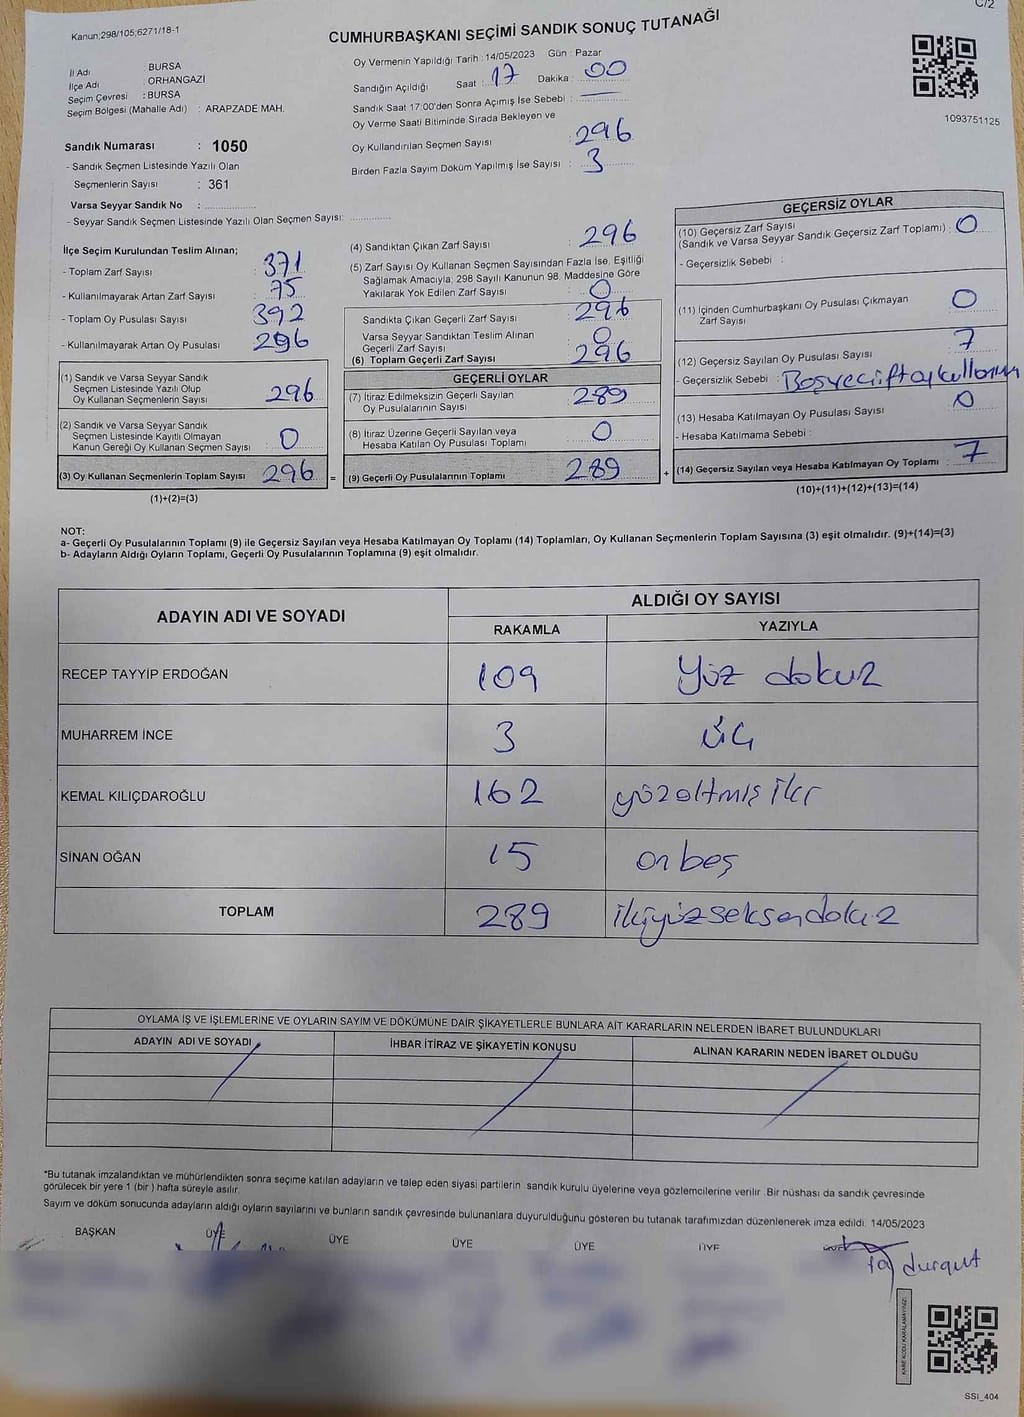 C/2
Kanun;298/105;6271/18-1
CUMHURBAŞKANI SEÇİMİ SANDIK SONUÇ TUTANAĞI
İl Adı : BURSA
İlçe Adı : ORHANGAZİ
Seçim Çevresi : BURSA
Seçim Bölgesi (Mahalle Adı) : ARAPZADE MAH.
Oy Vermenin Yapıldığı Tarih : 14/05/2023 Gün : Pazar
Sandığın Açıldığı Saat : 17 Dakika : 00
Sandık Saat 17:00'den Sonra Açımış İse Sebebi :
Oy Verme Saati Bitiminde Sırada Bekleyen ve
Oy Kullandırılan Seçmen Sayısı : 296
Birden Fazla Sayım Döküm Yapılmış İse Sayısı : 3
1093751125
Sandık Numarası : 1050
- Sandık Seçmen Listesinde Yazılı Olan
Seçmenlerin Sayısı : 361
Varsa Seyyar Sandık No :
- Seyyar Sandık Seçmen Listesinde Yazılı Olan Seçmen Sayısı:
İlçe Seçim Kurulundan Teslim Alınan;
- Toplam Zarf Sayısı : 371
- Kullanılmayarak Artan Zarf Sayısı : 75
- Toplam Oy Pusulası Sayısı : 392
- Kullanılmayarak Artan Oy Pusulası : 296
(1) Sandık ve Varsa Seyyar Sandık
Seçmen Listesinde Yazılı Olup
Oy Kullanan Seçmenlerin Sayısı : 296
(2) Sandık ve Varsa Seyyar Sandık
Seçmen Listesinde Kayıtlı Olmayan
Kanun Gereği Oy Kullanan Seçmen Sayısı : 0
(3) Oy Kullanan Seçmenlerin Toplam Sayısı : 296 =
(1)+(2)=(3)
(4) Sandıktan Çıkan Zarf Sayısı : 296
(5) Zarf Sayısı Oy Kullanan Seçmen Sayısından Fazla İse, Eşitliği
Sağlamak Amacıyla; 298 Sayılı Kanunun 98. Maddesine Göre
Yakılarak Yok Edilen Zarf Sayısı : 0
Sandıkta Çıkan Geçerli Zarf Sayısı : 296
Varsa Seyyar Sandıktan Teslim Alınan
Geçerli Zarf Sayısı : 0
(6) Toplam Geçerli Zarf Sayısı : 296
GEÇERLİ OYLAR
(7) İtiraz Edilmeksizin Geçerli Sayılan
Oy Pusulalarının Sayısı : 289
(8) İtiraz Üzerine Geçerli Sayılan veya
Hesaba Katılan Oy Pusulası Toplamı : 0
(9) Geçerli Oy Pusulalarının Toplamı : 289 +
GEÇERSİZ OYLAR
(10) Geçersiz Zarf Sayısı
(Sandık ve Varsa Seyyar Sandık Geçersiz Zarf Toplamı) : 0
- Geçersizlik Sebebi :
(11) İçinden Cumhurbaşkanı Oy Pusulası Çıkmayan
Zarf Sayısı : 0
(12) Geçersiz Sayılan Oy Pusulası Sayısı : 7
- Geçersizlik Sebebi : Boş ve çift oy kullanım
(13) Hesaba Katılmayan Oy Pusulası Sayısı : 0
- Hesaba Katılmama Sebebi :
(14) Geçersiz Sayılan veya Hesaba Katılmayan Oy Toplamı : 7
(10)+(11)+(12)+(13)=(14)
NOT:
a- Geçerli Oy Pusulalarının Toplamı (9) ile Geçersiz Sayılan veya Hesaba Katılmayan Oy Toplamı (14) Toplamları, Oy Kullanan Seçmenlerin Toplam Sayısına (3) eşit olmalıdır. (9)+(14)=(3)
b- Adayların Aldığı Oyların Toplamı, Geçerli Oy Pusulalarının Toplamına (9) eşit olmalıdır.
ADAYIN ADI VE SOYADI
ALDIĞI OY SAYISI
RAKAMLA YAZIYLA
RECEP TAYYİP ERDOĞAN 109 Yüz dokuz
MUHARREM İNCE 3 üç
KEMAL KILIÇDAROĞLU 162 yüzaltmış iki
SİNAN OĞAN 15 on beş
TOPLAM 289 ikiyüzseksendokuz
OYLAMA İŞ VE İŞLEMLERİNE VE OYLARIN SAYIM VE DÖKÜMÜNE DAİR ŞİKAYETLERLE BUNLARA AİT KARARLARIN NELERDEN İBARET BULUNDUKLARI
ADAYIN ADI VE SOYADI İHBAR İTİRAZ VE ŞİKAYETİN KONUSU ALINAN KARARIN NEDEN İBARET OLDUĞU
*Bu tutanak imzalandıktan ve mühürlendikten sonra seçime katılan adayların ve talep eden siyasi partilerin sandık kurulu üyelerine veya gözlemcilerine verilir. Bir nüshası da sandık çevresinde
görülecek bir yere 1 (bir) hafta süreyle asılır.
Sayım ve döküm sonucunda adayların aldığı oyların sayılarını ve bunların sandık çevresinde bulunanlara duyurulduğunu gösteren bu tutanak tarafımızdan düzenlenerek imza edildi. 14/05/2023
BAŞKAN ÜYE ÜYE ÜYE ÜYE ÜYE
durgut
KARE KODU KARALAMAYINIZ!
SSI_404